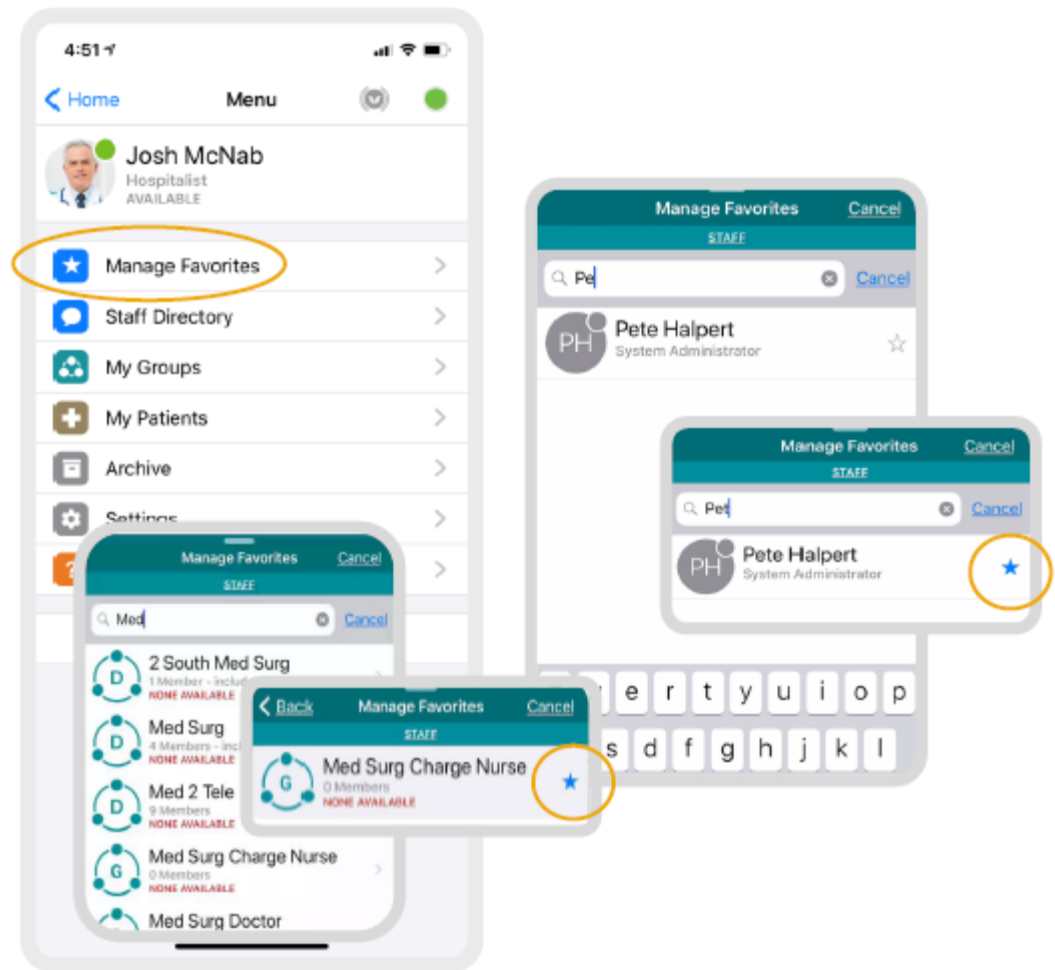 4:51
Home
Menu
Josh McNab
Hospitalist
AVAILABLE
Manage Favorites
Staff Directory
My Groups
My Patients
Archive
Settings
?
Manage Favorites
Cancel
STAFF
Med
Cancel
D
2 South Med Surg
1 Member - includ
NONE AVAILABLE
D
Med Surg
4 Members - incl
NONE AVAILABLE
D
Med 2 Tele
9 Members
NONE AVAILABLE
G
Med Surg Charge Nurse
0 Members
NONE AVAILABLE
Med Surg Doctor
Back
Manage Favorites
Cancel
STAFF
G
Med Surg Charge Nurse
0 Members
NONE AVAILABLE
Manage Favorites
Cancel
STAFF
Pe
Cancel
PH
Pete Halpert
System Administrator
Manage Favorites
Cancel
STAFF
Pet
Cancel
PH
Pete Halpert
System Administrator
e r t y u i o p
s d f g h j k l